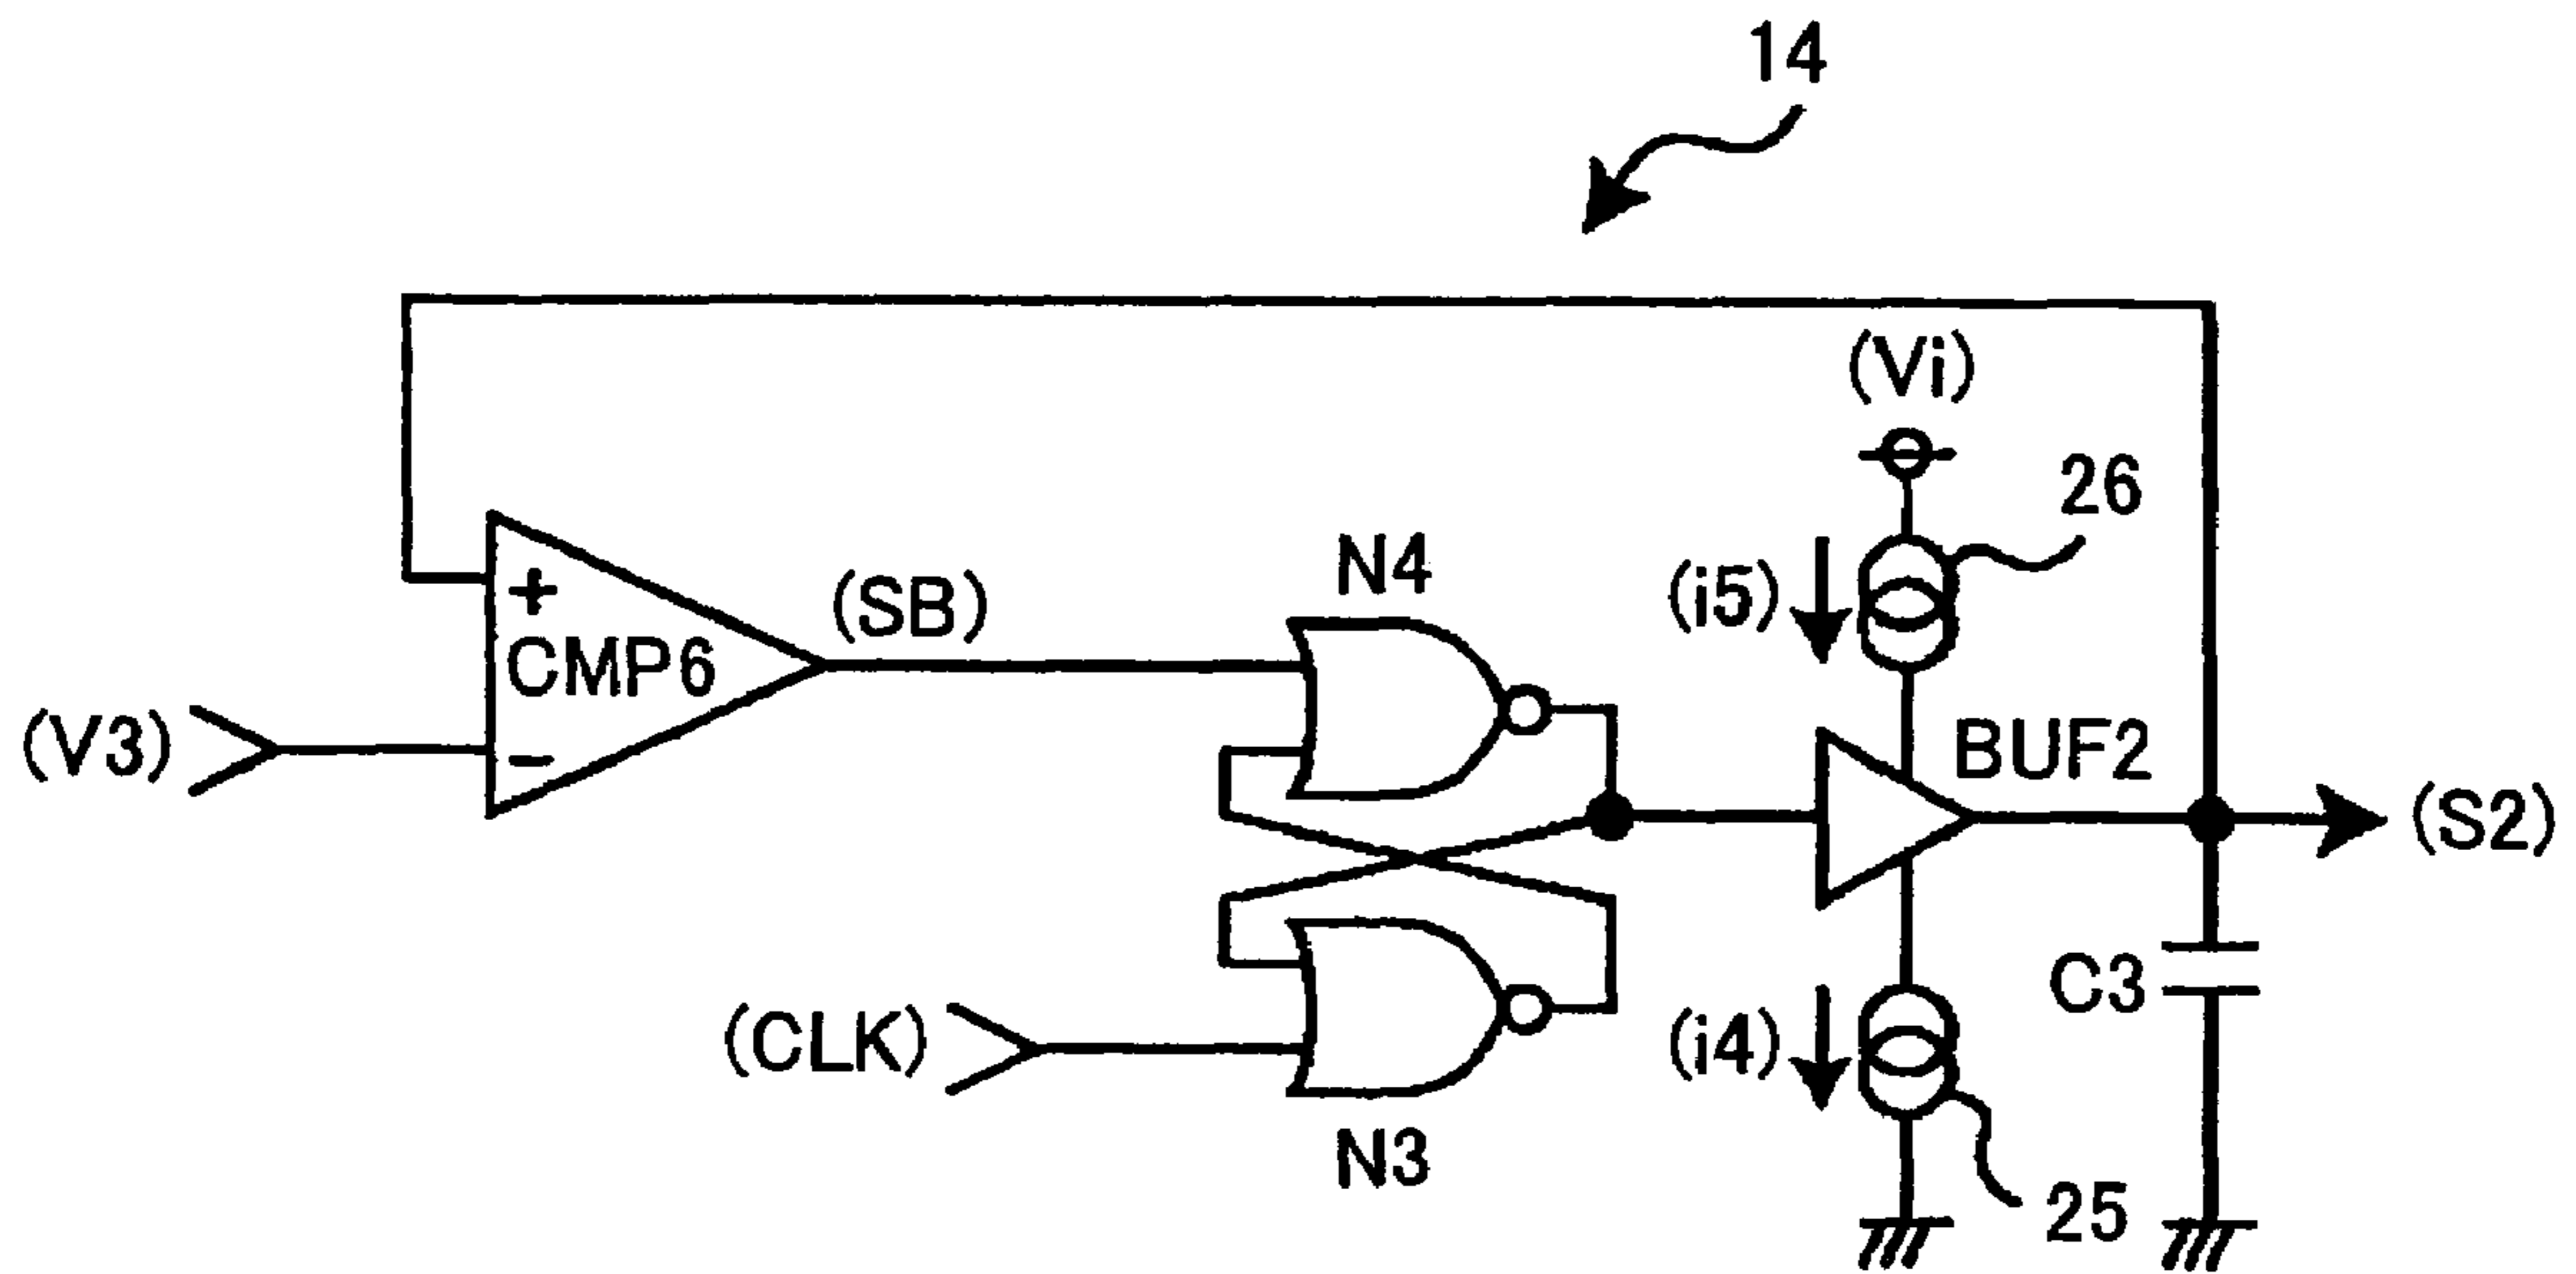 14
(Vi)
26
N4
(i5)
(SB)
+
CMP6
(V3)
−
BUF2
(S2)
C3
(CLK)
(i4)
N3
25